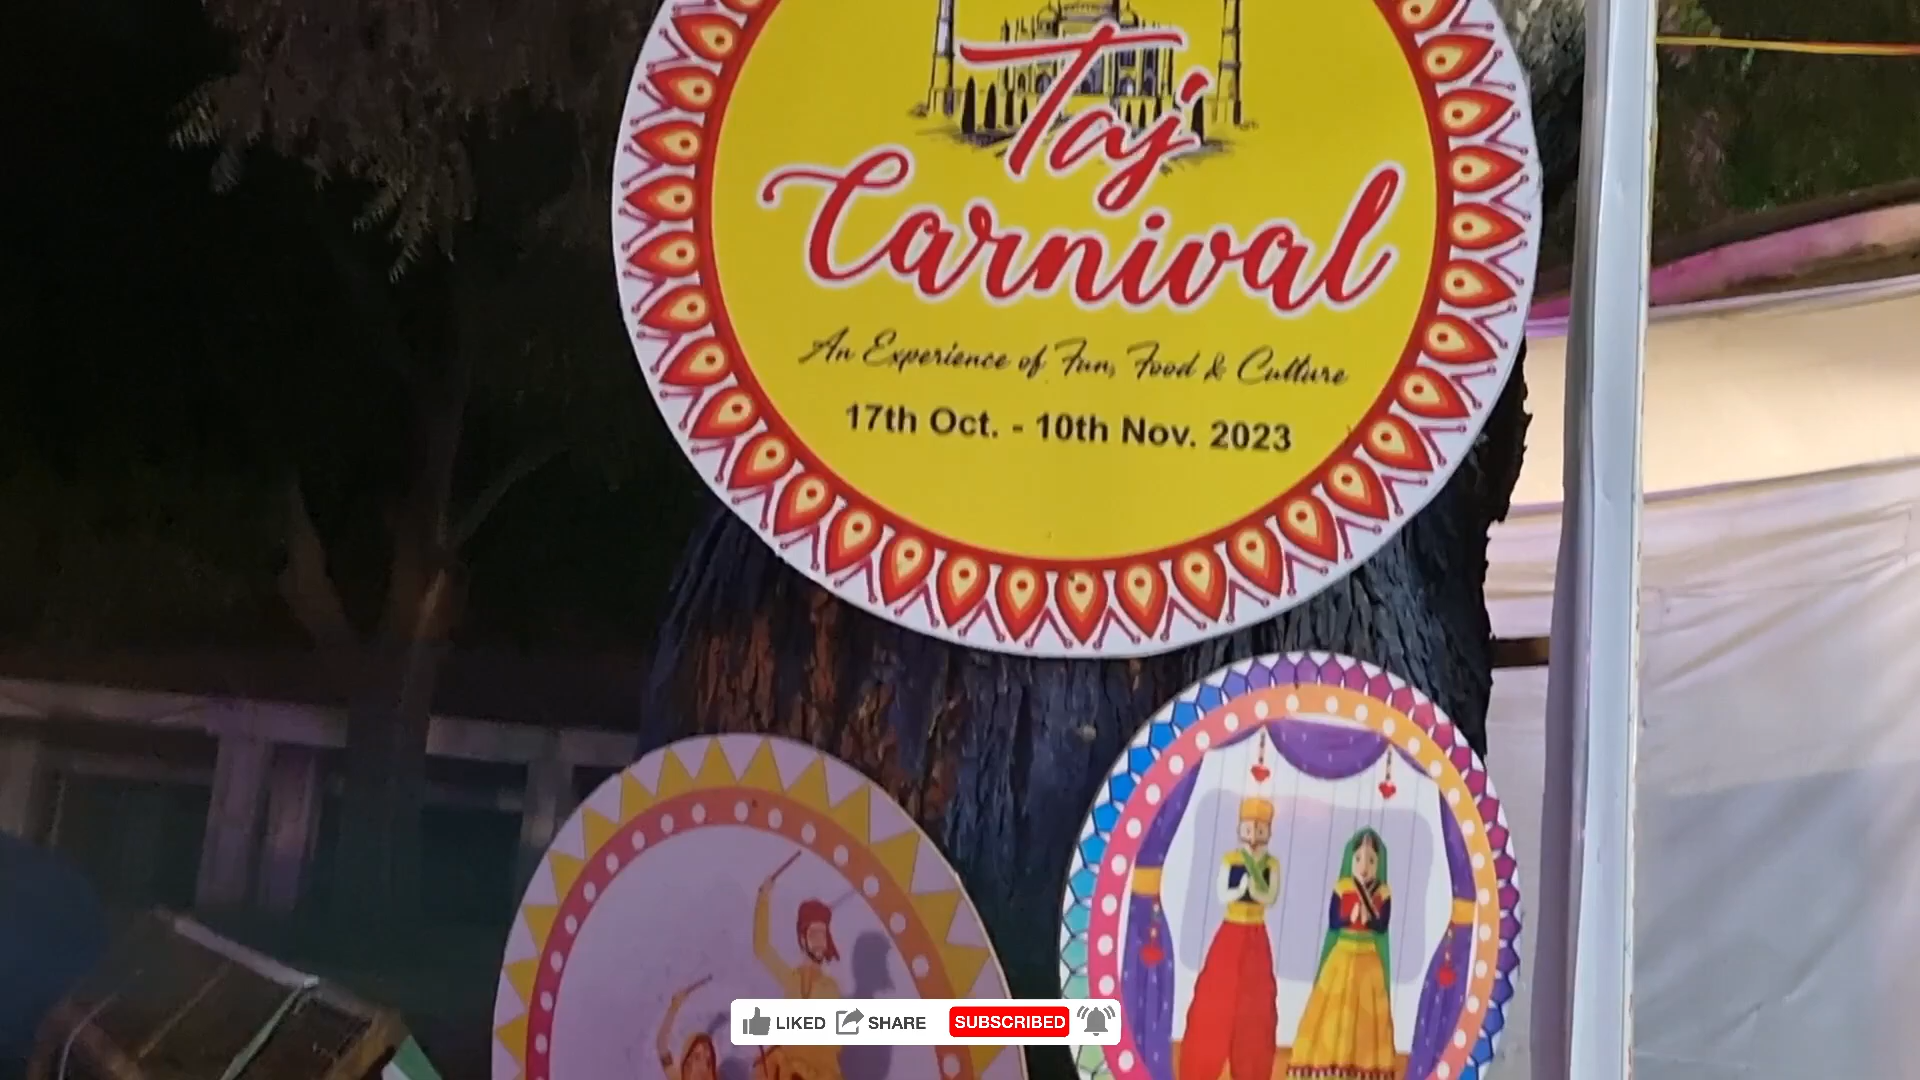 Taj
Carnival
An Experience of Fun, Food & Culture
17th Oct. - 10th Nov. 2023
LIKED SHARE SUBSCRIBED